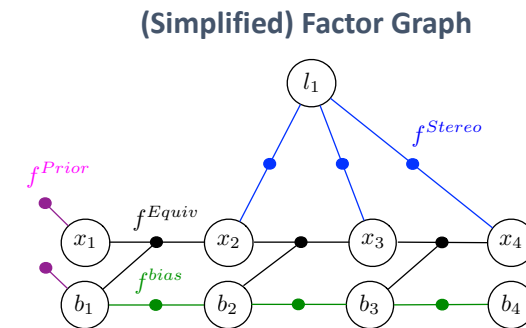 (Simplified) Factor Graph
l₁
f^{Stereo}
f^{Prior}
f^{Equiv}
x₁ x₂ x₃ x₄
f^{bias}
b₁ b₂ b₃ b₄